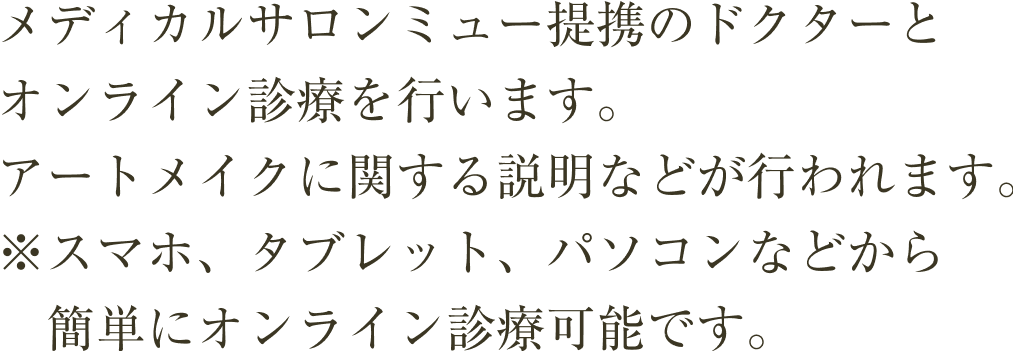 メディカルサロンミュー提携のドクターと
オンライン診療を行います。
アートメイクに関する説明などが行われます。
※スマホ、タブレット、パソコンなどから
簡単にオンライン診療可能です。